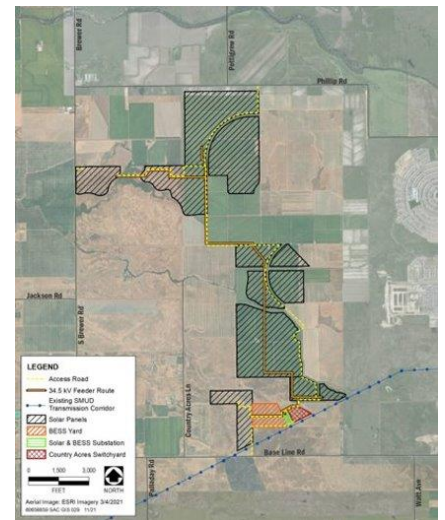 Brewer Rd
Pettigrew Rd
Phillip Rd
Jackson Rd
S Brewer Rd
Country Acres Ln
LEGEND
Access Road
34.5 kV Feeder Route
Existing SMUD
Transmission Corridor
Solar Panels
BESS Yard
Solar & BESS Substation
Country Acres Switchyard
0 1,500 3,000
FEET
NORTH
Aerial Image: ESRI Imagery 3/4/2021
Base Line Rd
Watt Ave